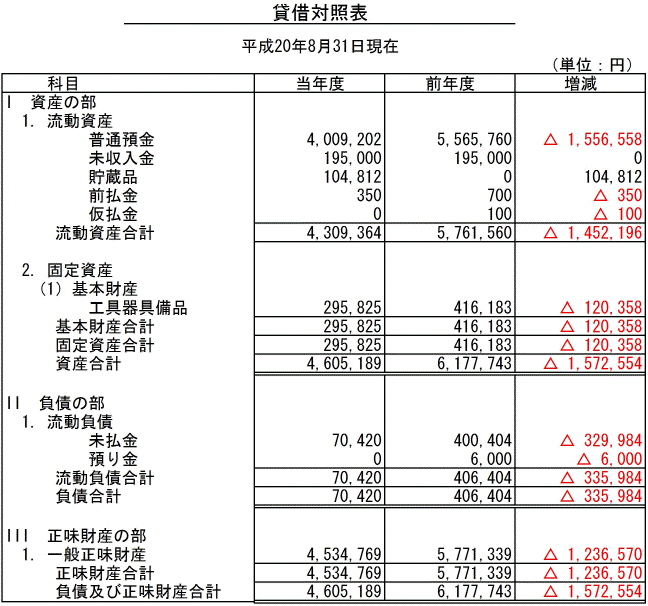 貸借対照表
平成20年8月31日現在
（単位：円）
科目 当年度 前年度 増減
I 資産の部
1. 流動資産
普通預金 4,009,202 5,565,760 △ 1,556,558
未収入金 195,000 195,000 0
貯蔵品 104,812 0 104,812
前払金 350 700 △ 350
仮払金 0 100 △ 100
流動資産合計 4,309,364 5,761,560 △ 1,452,196
2. 固定資産
(1) 基本財産
工具器具備品 295,825 416,183 △ 120,358
基本財産合計 295,825 416,183 △ 120,358
固定資産合計 295,825 416,183 △ 120,358
資産合計 4,605,189 6,177,743 △ 1,572,554
II 負債の部
1. 流動負債
未払金 70,420 400,404 △ 329,984
預り金 0 6,000 △ 6,000
流動負債合計 70,420 406,404 △ 335,984
負債合計 70,420 406,404 △ 335,984
III 正味財産の部
1. 一般正味財産 4,534,769 5,771,339 △ 1,236,570
正味財産合計 4,534,769 5,771,339 △ 1,236,570
負債及び正味財産合計 4,605,189 6,177,743 △ 1,572,554